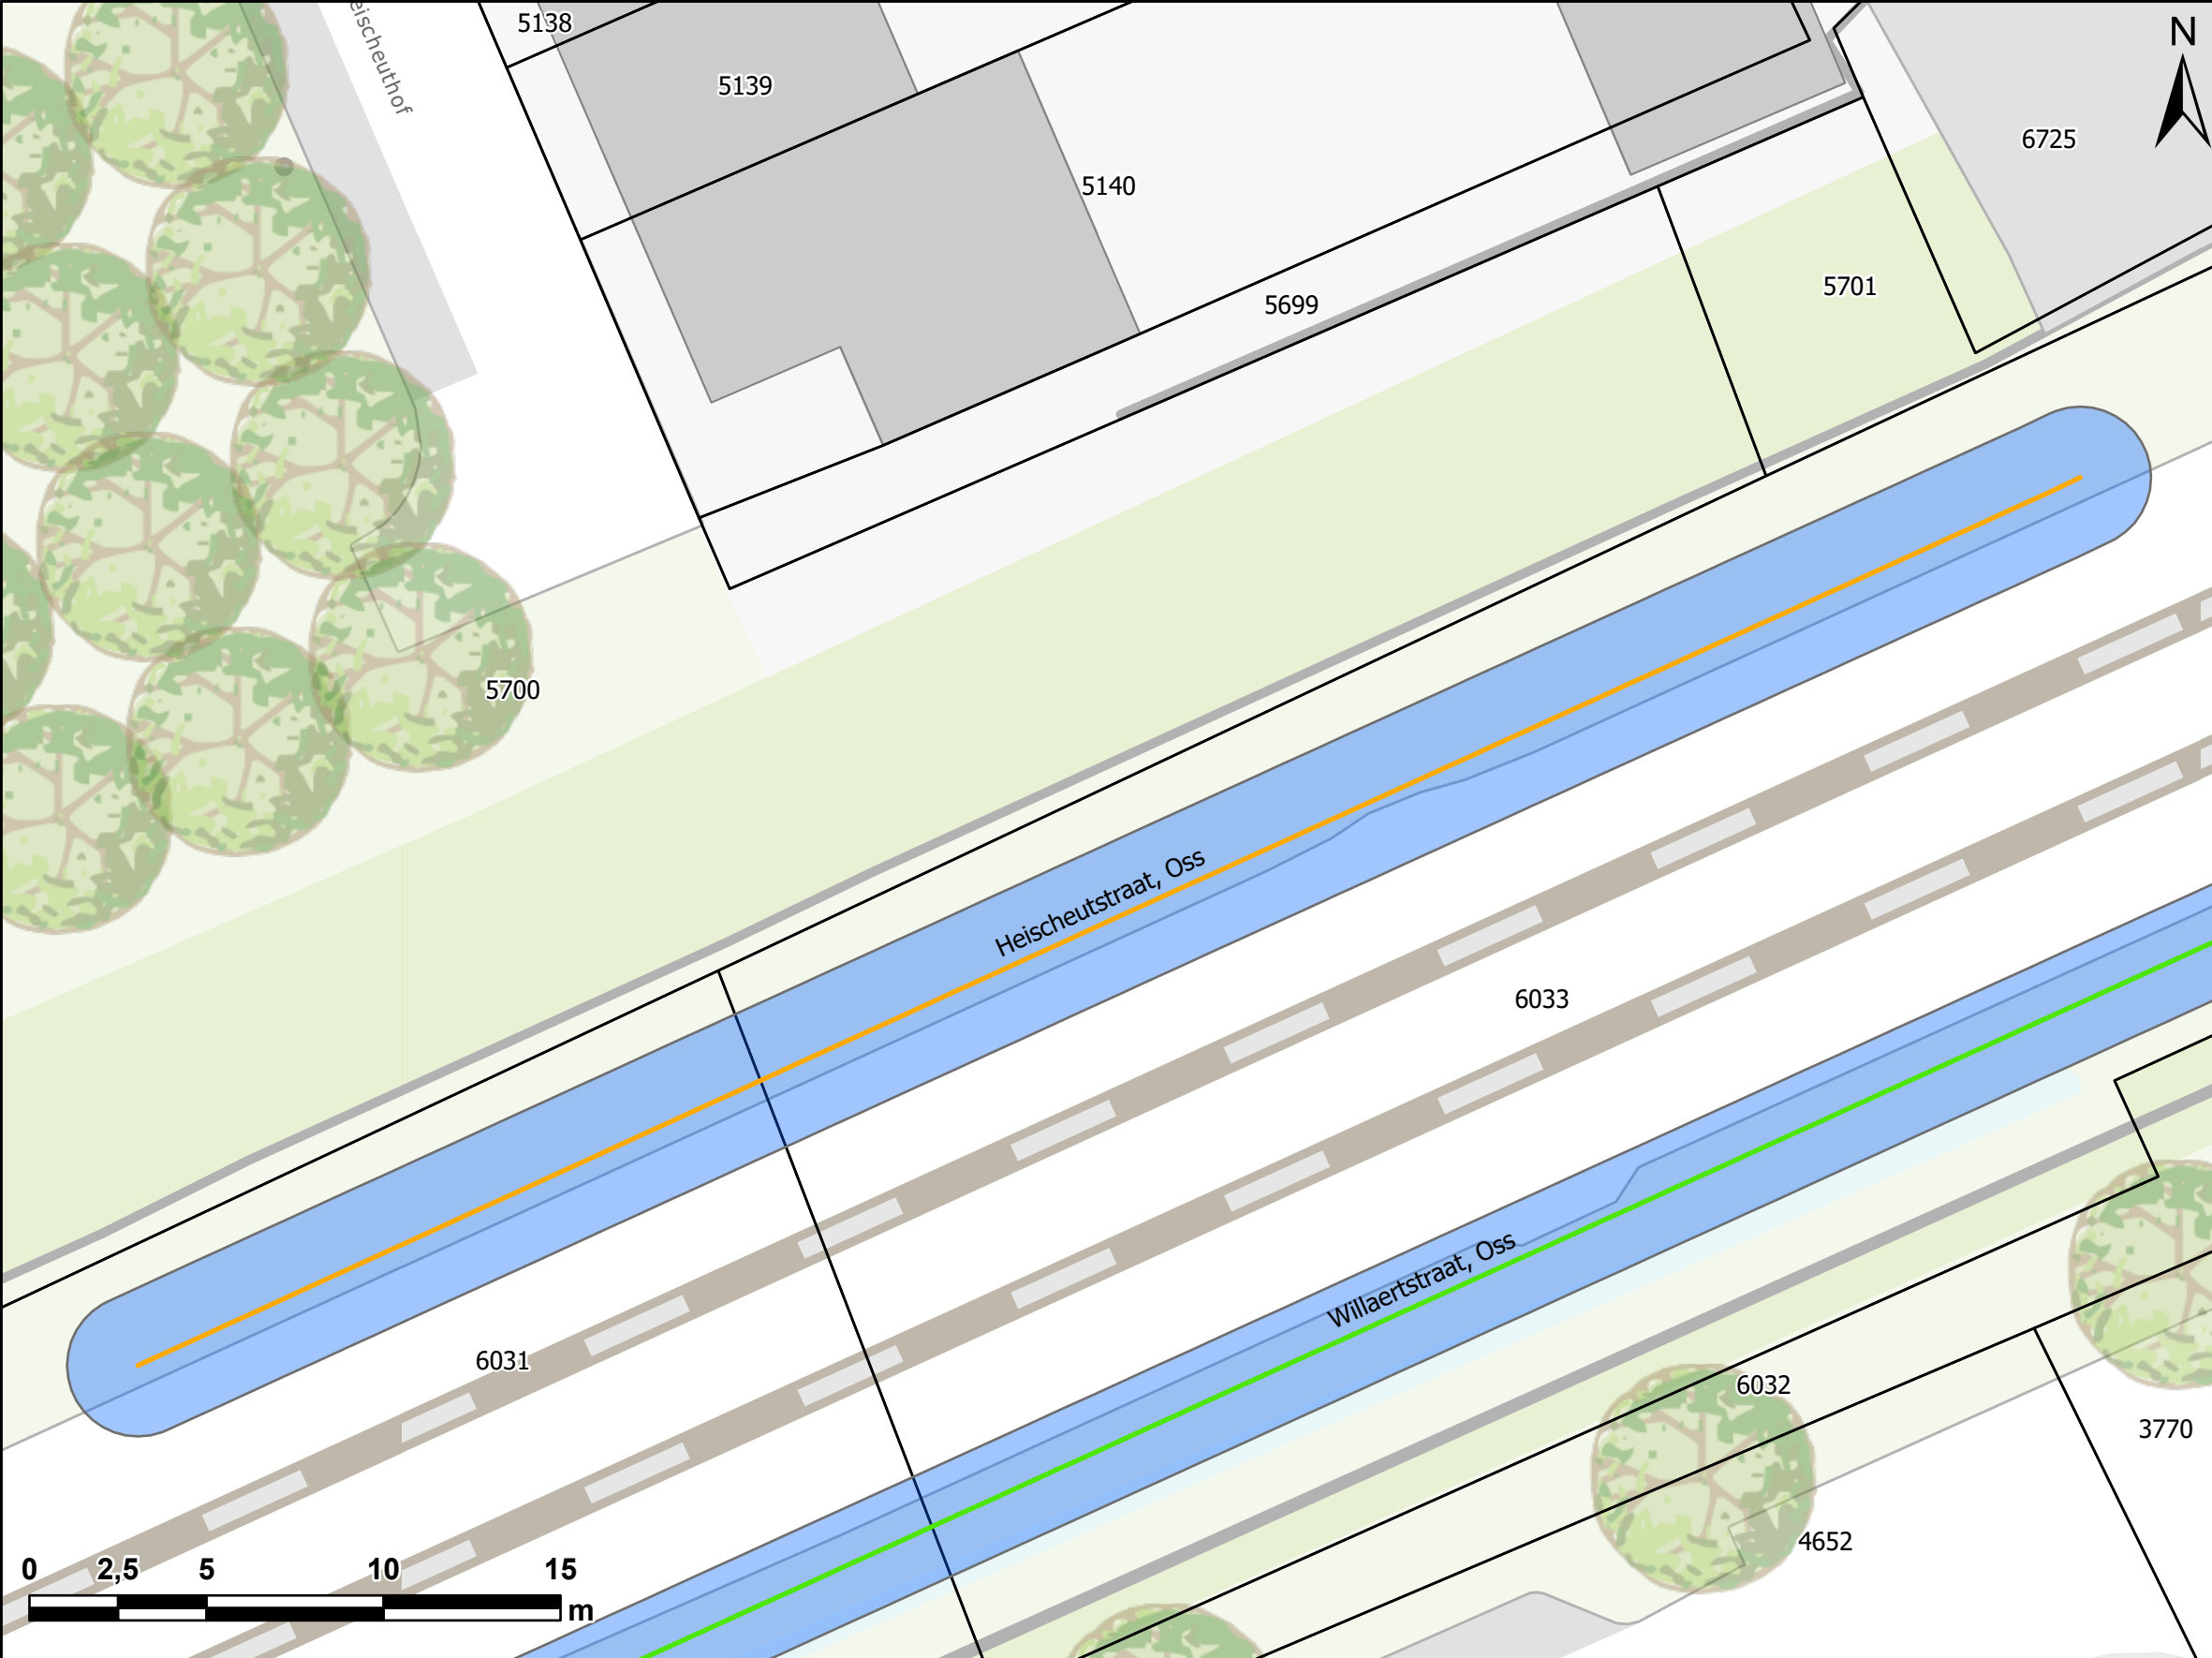 5138
eischeuthof
5139
N
6725
5140
5701
5699
5700
Heischeutstraat, Oss
6033
Willaertstraat, Oss
6031
6032
3770
4652
0 2,5 5 10 15
m